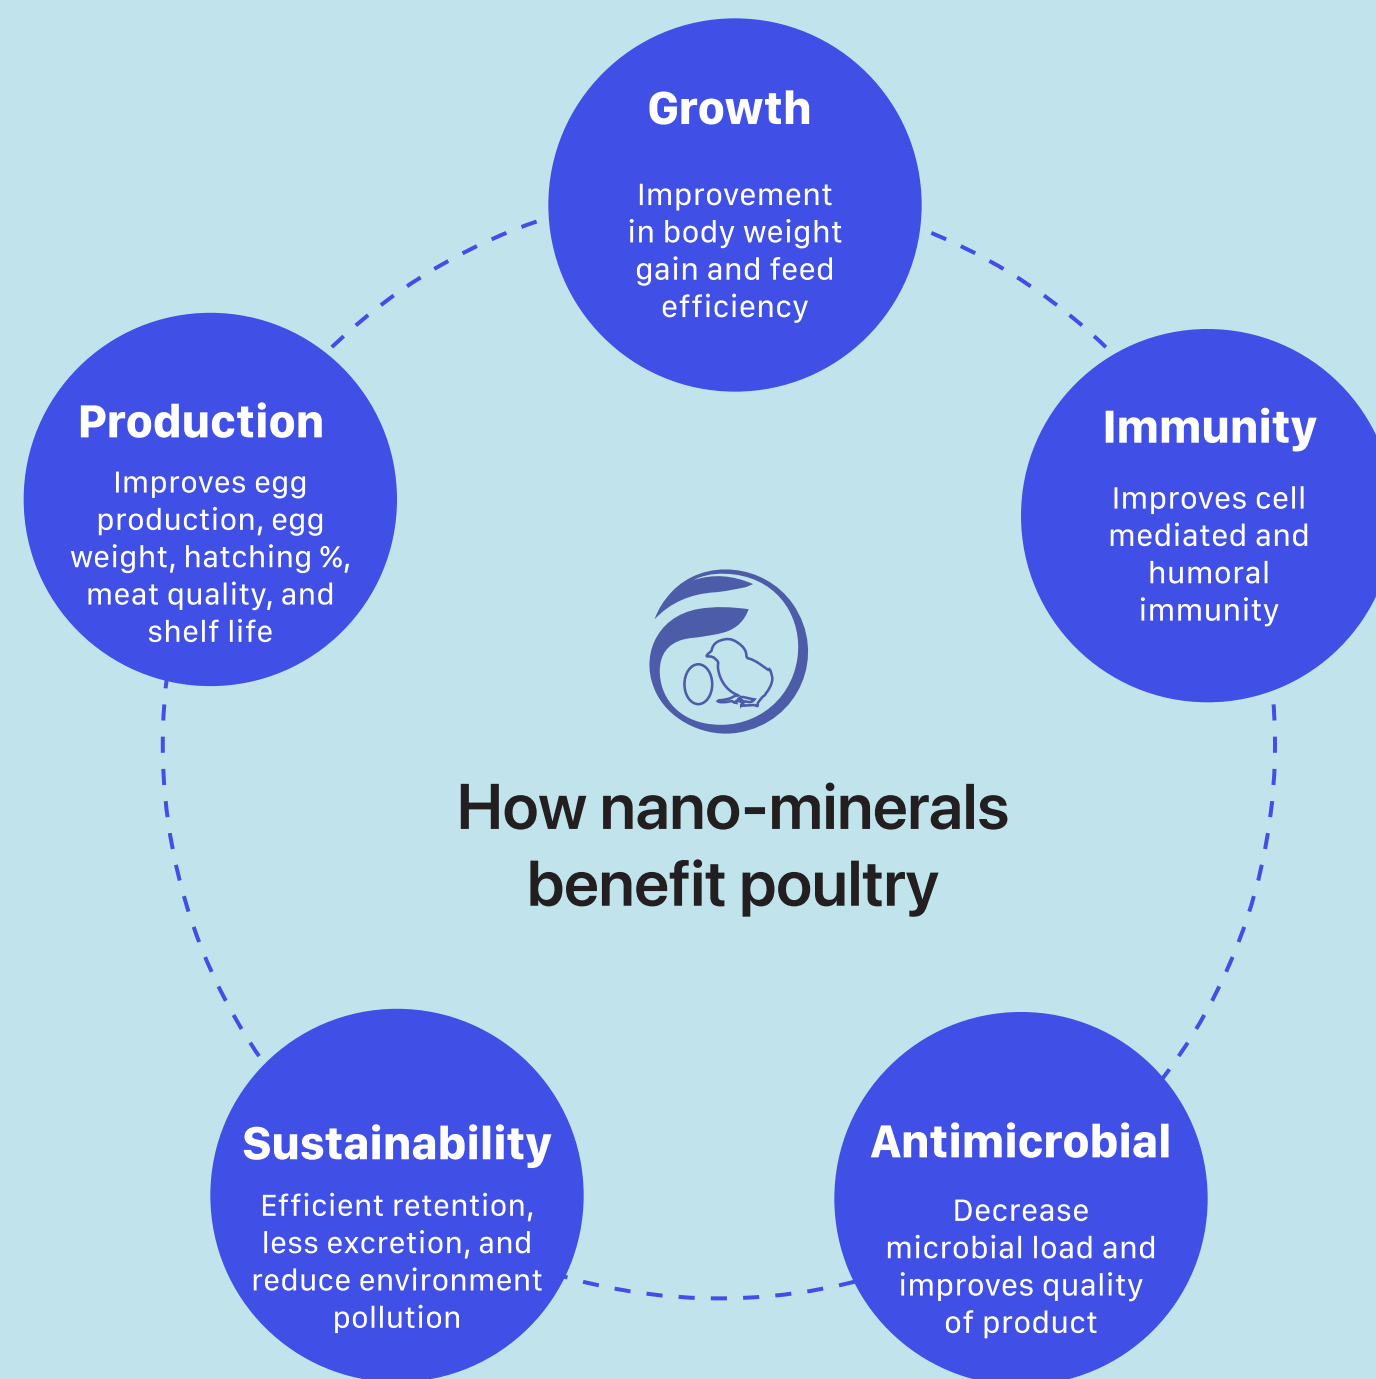 Growth
Improvement
in body weight
gain and feed
efficiency
Immunity
Improves cell
mediated and
humoral
immunity
Production
Improves egg
production, egg
weight, hatching %,
meat quality, and
shelf life
How nano-minerals
benefit poultry
Antimicrobial
Decrease
microbial load and
improves quality
of product
Sustainability
Efficient retention,
less excretion, and
reduce environment
pollution